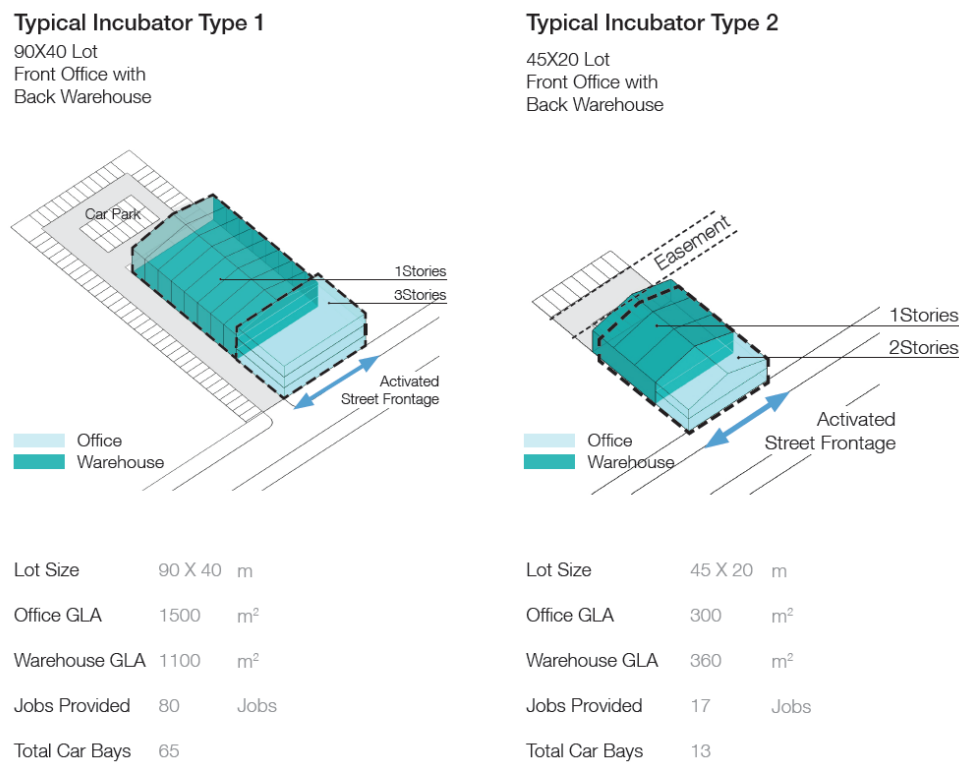 Typical Incubator Type 1
90X40 Lot
Front Office with
Back Warehouse
Car Park
1Stories
3Stories
Activated
Street Frontage
Office
Warehouse
Lot Size 90 X 40 m
Office GLA 1500 m²
Warehouse GLA 1100 m²
Jobs Provided 80 Jobs
Total Car Bays 65
Typical Incubator Type 2
45X20 Lot
Front Office with
Back Warehouse
Easement
1Stories
2Stories
Activated
Street Frontage
Office
Warehouse
Lot Size 45 X 20 m
Office GLA 300 m²
Warehouse GLA 360 m²
Jobs Provided 17 Jobs
Total Car Bays 13